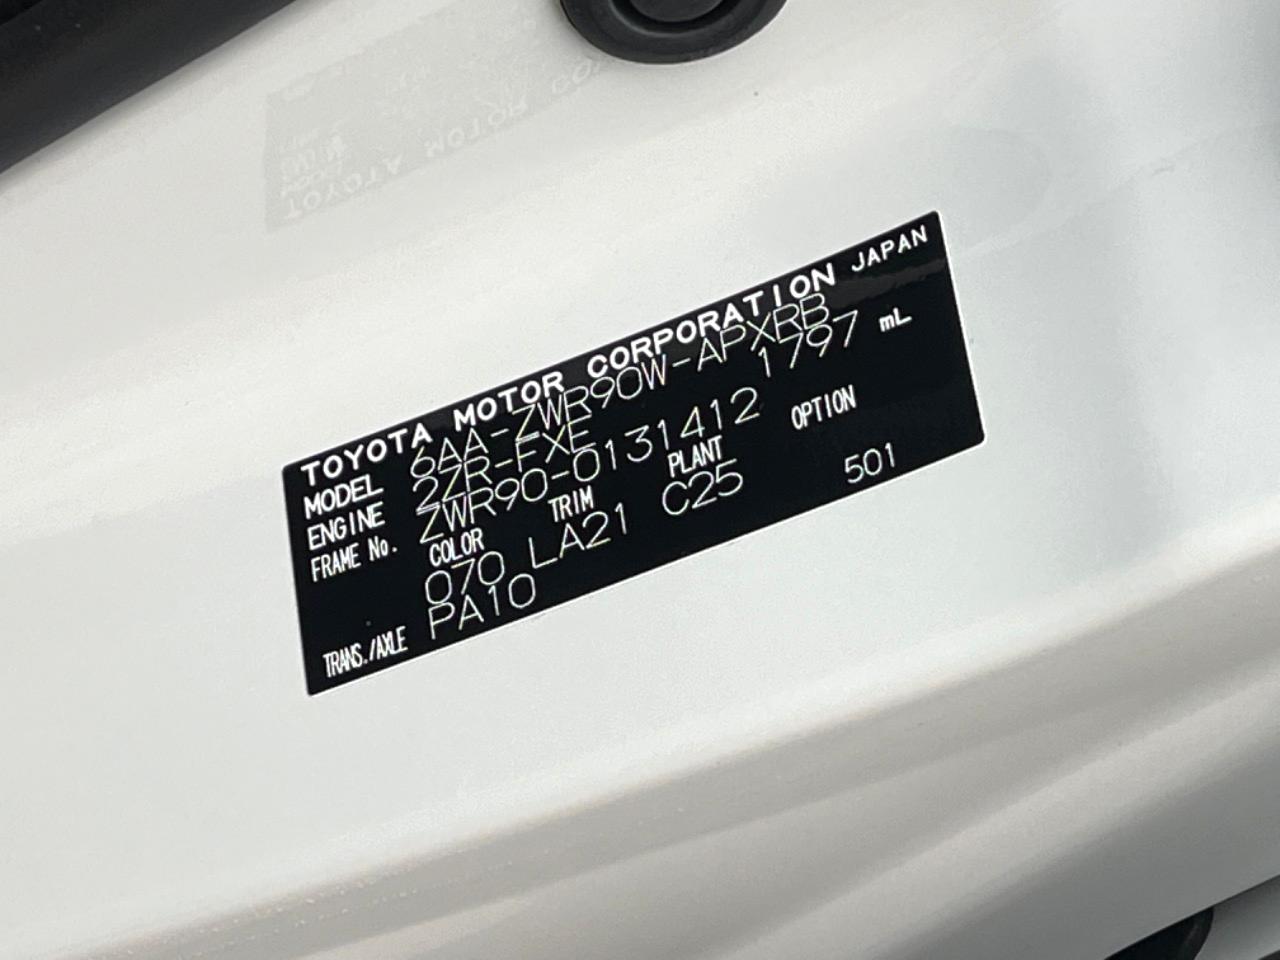 TOYOTA MOTOR CORPORATION JAPAN
MODEL 6AA-ZWR90W-APXRB
ENGINE 2ZR-FXE 1797 mL
FRAME No. ZWR90-0131412
COLOR TRIM PLANT OPTION
070 LA21 C25 501
TRANS./AXLE PA10